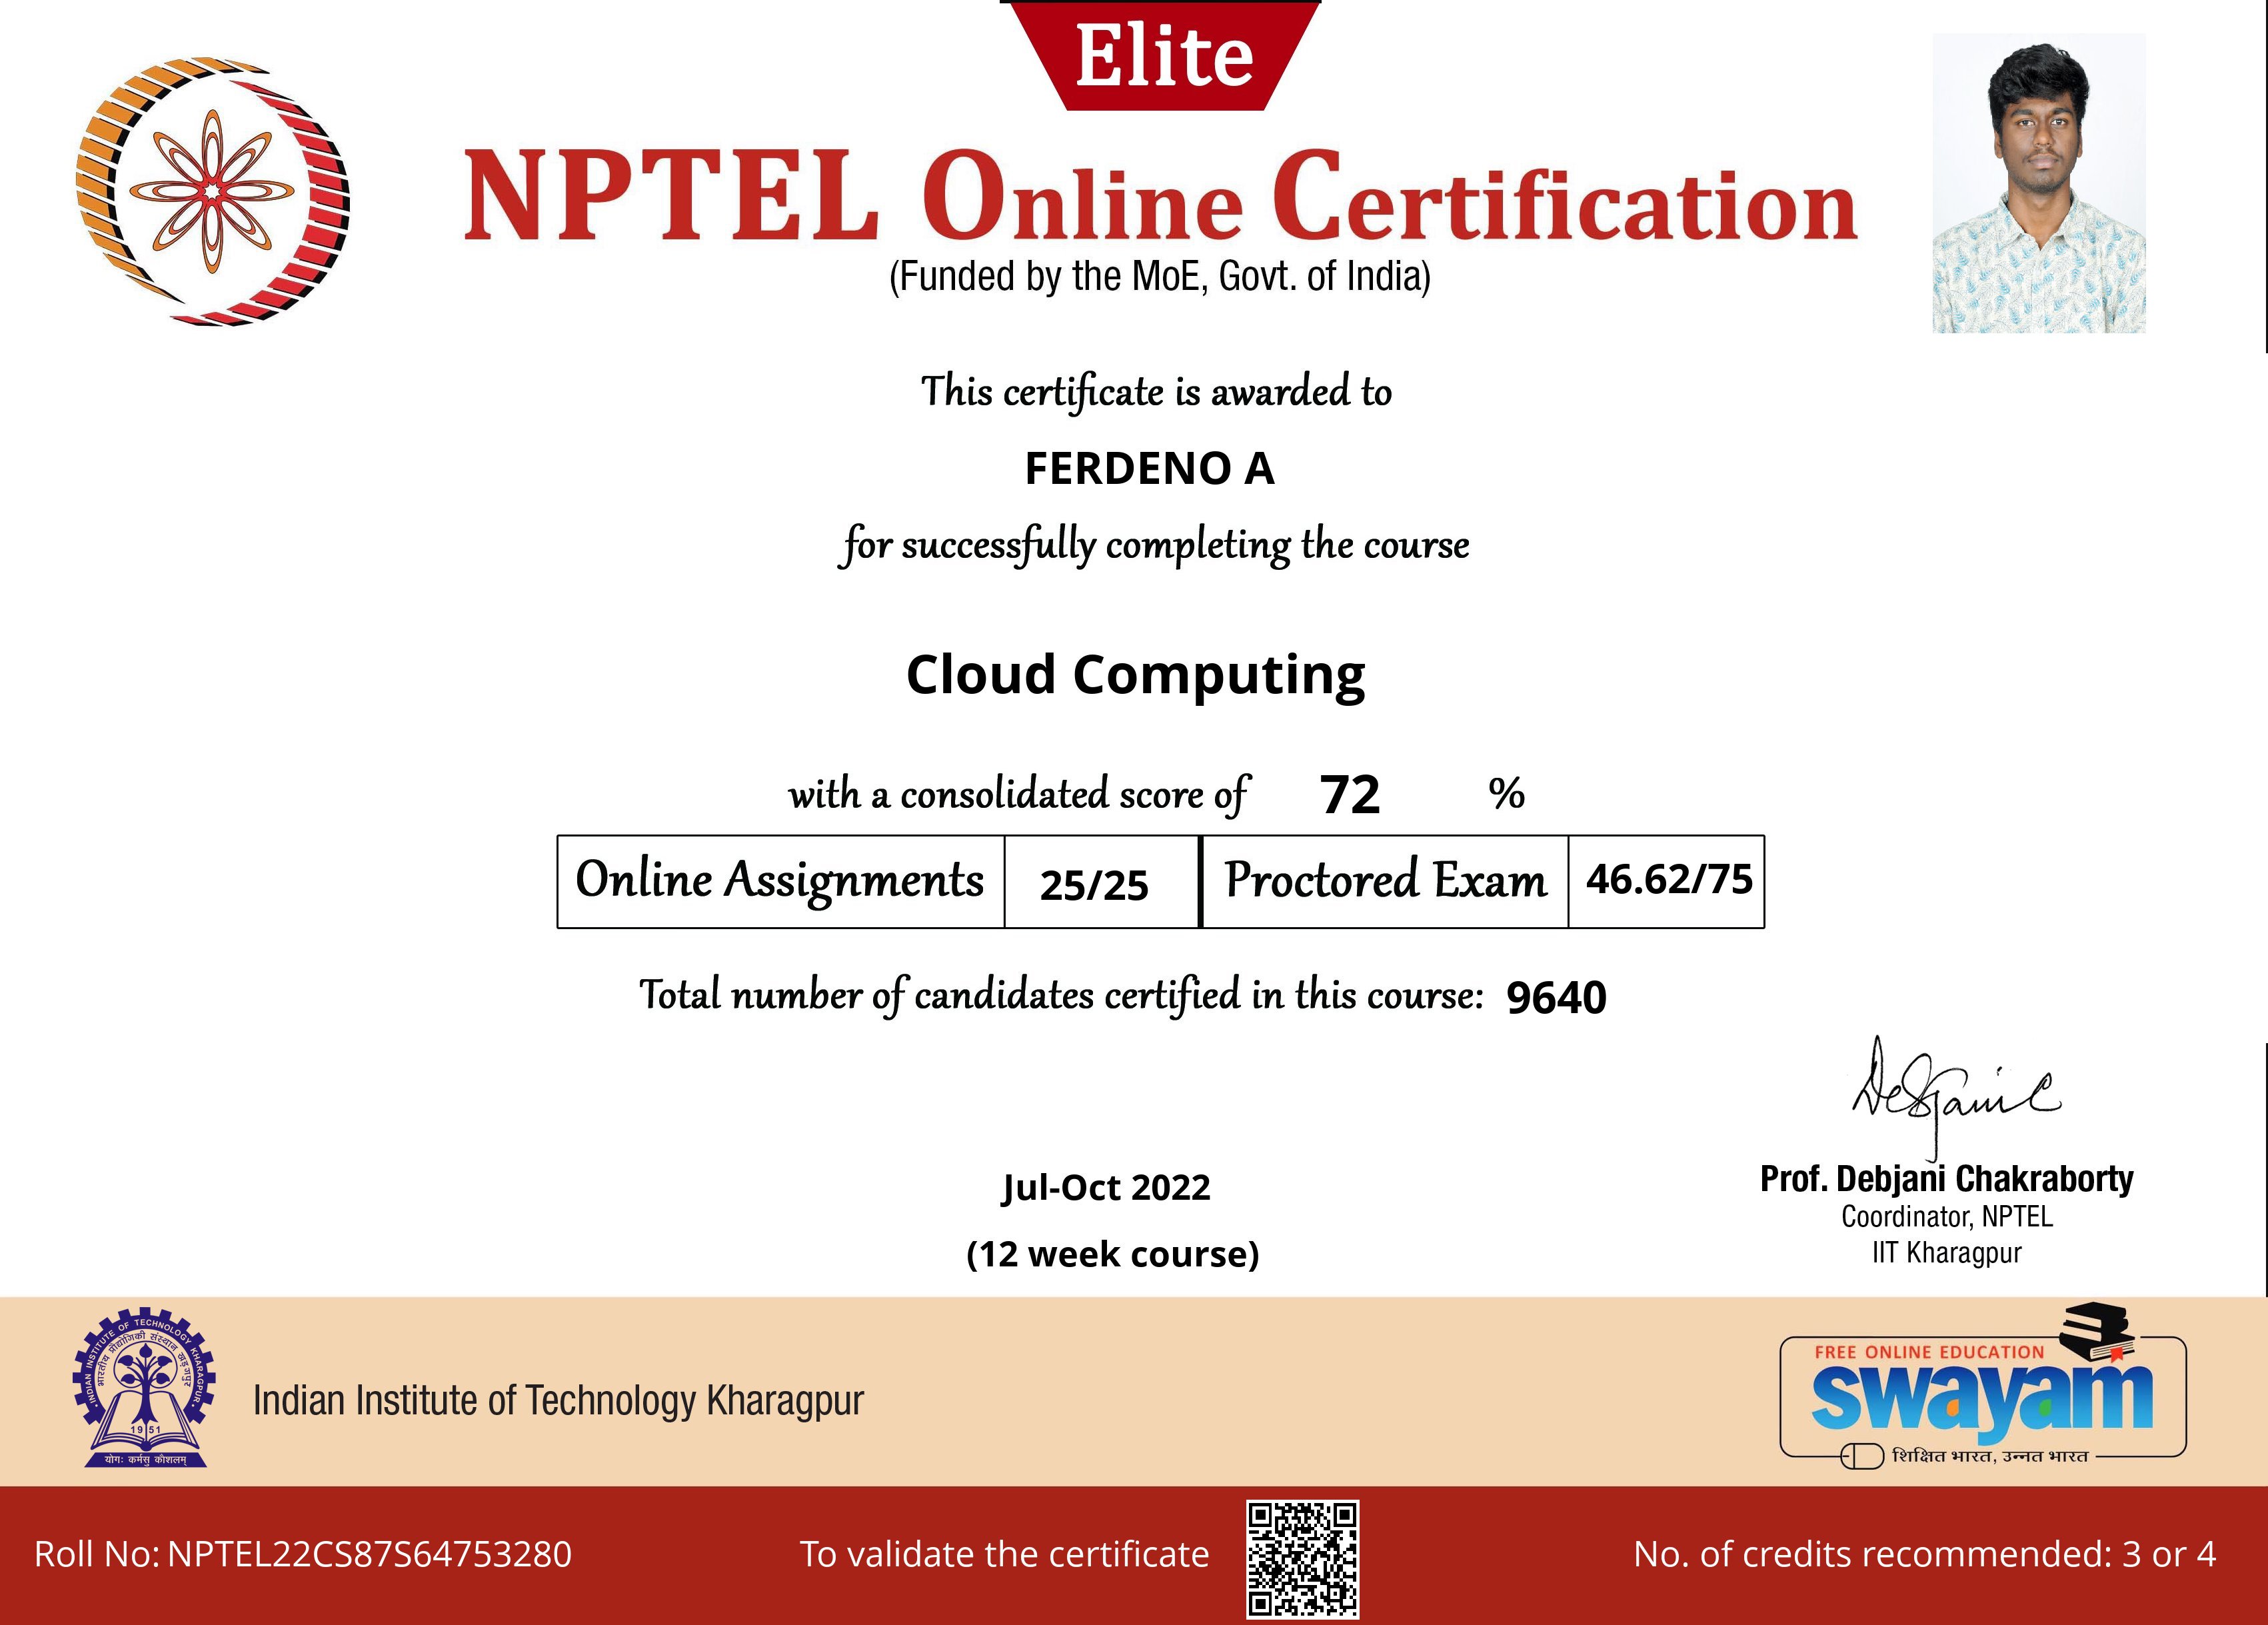 Elite
NPTEL Online Certification
(Funded by the MoE, Govt. of India)
This certificate is awarded to
FERDENO A
for successfully completing the course
Cloud Computing
with a consolidated score of 72 %
Online Assignments 25/25 Proctored Exam 46.62/75
Total number of candidates certified in this course: 9640
Debjani C
Prof. Debjani Chakraborty
Coordinator, NPTEL
IIT Kharagpur
Jul-Oct 2022
(12 week course)
INDIAN INSTITUTE OF TECHNOLOGY KHARAGPUR
भारतीय प्रौद्योगिकी संस्थान खड़गपुर
1951
योगः कर्मसु कौशलम्
Indian Institute of Technology Kharagpur
FREE ONLINE EDUCATION
swayam
शिक्षित भारत, उन्नत भारत
Roll No: NPTEL22CS87S64753280
To validate the certificate
No. of credits recommended: 3 or 4